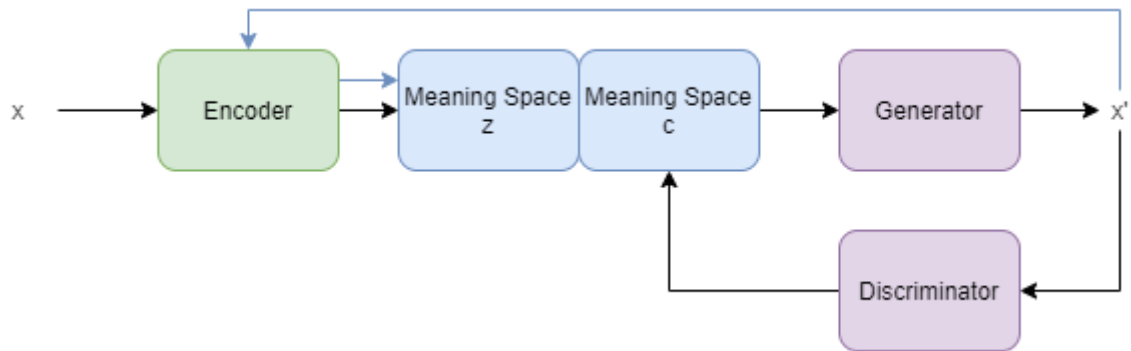 x
Encoder
Meaning Space
z
Meaning Space
c
Generator
x'
Discriminator